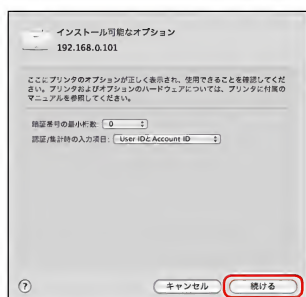 インストール可能なオプション
192.168.0.101
ここにプリンタのオプションが正しく表示され、使用できることを確認してくだ
さい。プリンタおよびオプションのハードウェアについては、プリンタに付属の
マニュアルを参照してください。
暗証番号の最小桁数: 0
認証/集計時の入力項目: User IDとAccount ID
?
キャンセル
続ける